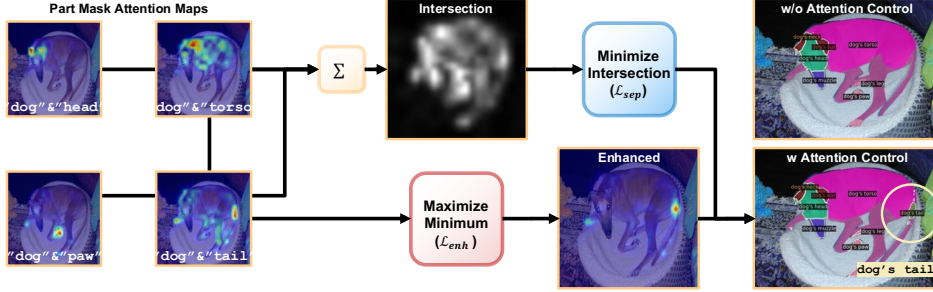 Part Mask Attention Maps
"dog"&"head"
"dog"&"torso
"dog"&"paw"
"dog"&"tail"
Σ
Intersection
Minimize
Intersection
(ℒsep)
Maximize
Minimum
(ℒenh)
Enhanced
w/o Attention Control
dog's torso
dog's head
dog's muzzle
dog's leg
dog's paw
w Attention Control
dog's torso
dog's head
dog's tail
dog's muzzle
dog's leg
dog's paw
dog's tail